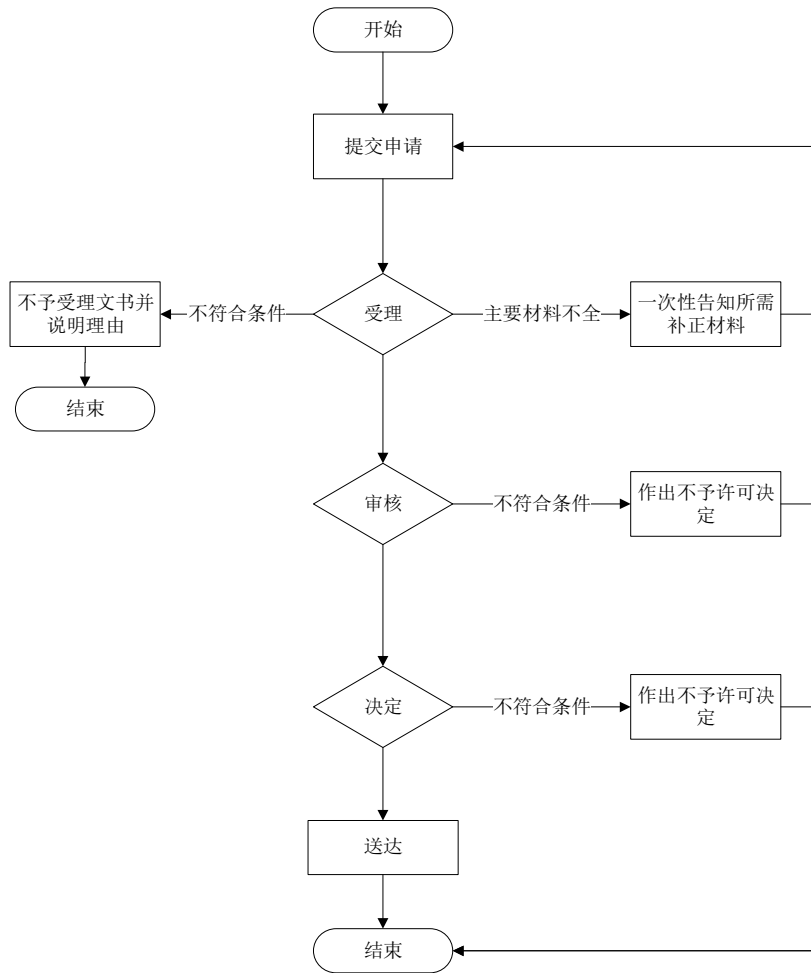 开始
提交申请
不予受理文书并
说明理由
不符合条件
受理
主要材料不全
一次性告知所需
补正材料
结束
审核
不符合条件
作出不予许可决
定
决定
不符合条件
作出不予许可决
定
送达
结束